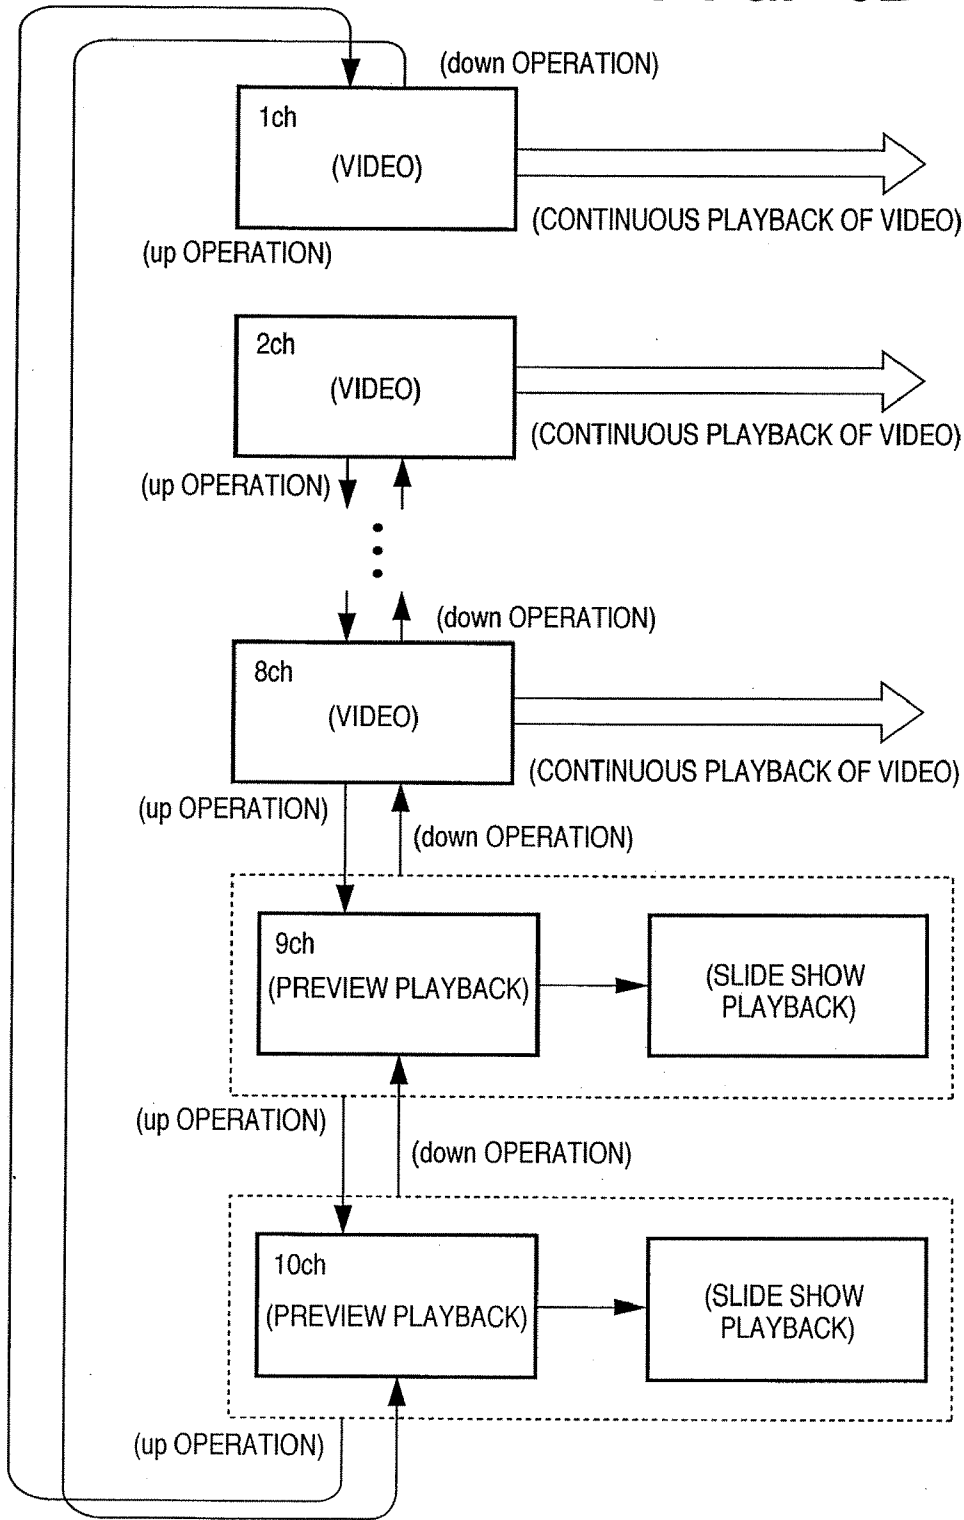 (down OPERATION)
1ch
(VIDEO)
(CONTINUOUS PLAYBACK OF VIDEO)
(up OPERATION)
2ch
(VIDEO)
(CONTINUOUS PLAYBACK OF VIDEO)
(up OPERATION)
(down OPERATION)
8ch
(VIDEO)
(CONTINUOUS PLAYBACK OF VIDEO)
(up OPERATION)
(down OPERATION)
9ch
(PREVIEW PLAYBACK)
(SLIDE SHOW
PLAYBACK)
(up OPERATION)
(down OPERATION)
10ch
(PREVIEW PLAYBACK)
(SLIDE SHOW
PLAYBACK)
(up OPERATION)